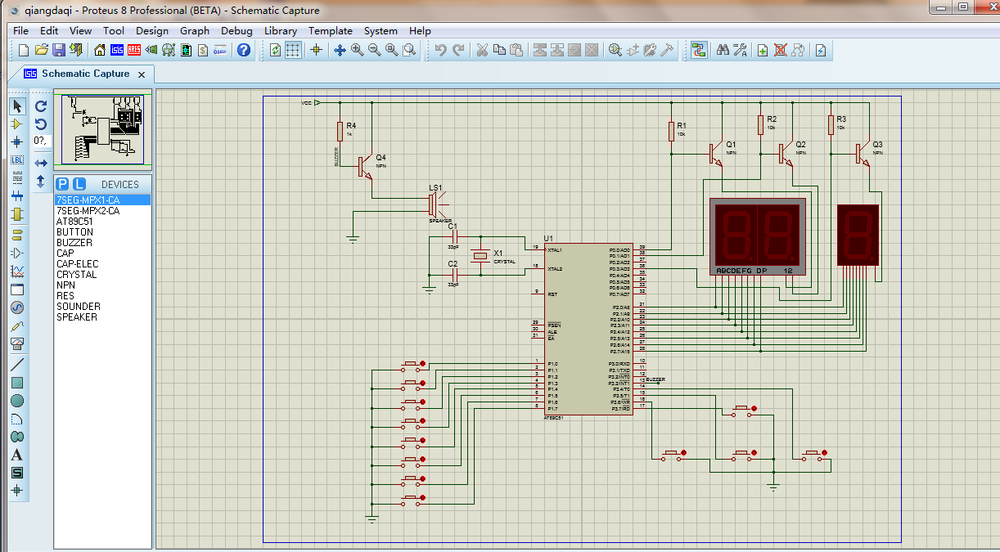 qiangdaqi - Proteus 8 Professional (BETA) - Schematic Capture
File Edit View Tool Design Graph Debug Library Template System Help
ISIS ARES
Schematic Capture
0?,
LBL
A
S
P L DEVICES
7SEG-MPX1-CA
7SEG-MPX2-CA
AT89C51
BUTTON
BUZZER
CAP
CAP-ELEC
CRYSTAL
NPN
RES
SOUNDER
SPEAKER
VCC
R4
1k
BUZZER
Q4
NPN
LS1
SPEAKER
C1
33pF
X1
CRYSTAL
C2
33pF
R1
10k
Q1
NPN
R2
10k
Q2
NPN
R3
10k
Q3
NPN
ABCDEFG DP 12
U1
19 XTAL1
18 XTAL2
9 RST
29 PSEN
30 ALE
31 EA
1 P1.0
2 P1.1
3 P1.2
4 P1.3
5 P1.4
6 P1.5
7 P1.6
8 P1.7
P0.0/AD0 39
P0.1/AD1 38
P0.2/AD2 37
P0.3/AD3 36
P0.4/AD4 35
P0.5/AD5 34
P0.6/AD6 33
P0.7/AD7 32
P2.0/A8 21
P2.1/A9 22
P2.2/A10 23
P2.3/A11 24
P2.4/A12 25
P2.5/A13 26
P2.6/A14 27
P2.7/A15 28
P3.0/RXD 10
P3.1/TXD 11
P3.2/INT0 12
P3.3/INT1 13 BUZZER
P3.4/T0 14
P3.5/T1 15
P3.6/WR 16
P3.7/RD 17
AT89C51